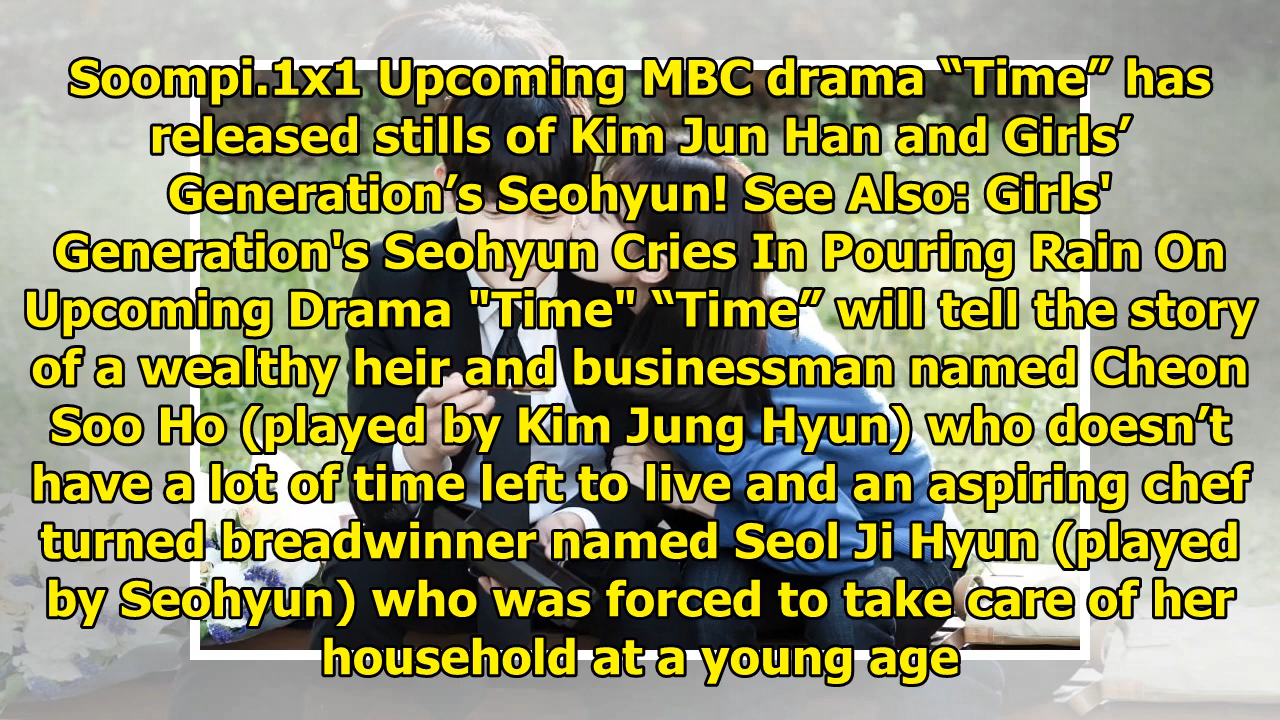 Soompi.1x1 Upcoming MBC drama “Time” has
released stills of Kim Jun Han and Girls’
Generation’s Seohyun! See Also: Girls'
Generation's Seohyun Cries In Pouring Rain On
Upcoming Drama "Time" “Time” will tell the story
of a wealthy heir and businessman named Cheon
Soo Ho (played by Kim Jung Hyun) who doesn’t
have a lot of time left to live and an aspiring chef
turned breadwinner named Seol Ji Hyun (played
by Seohyun) who was forced to take care of her
household at a young age